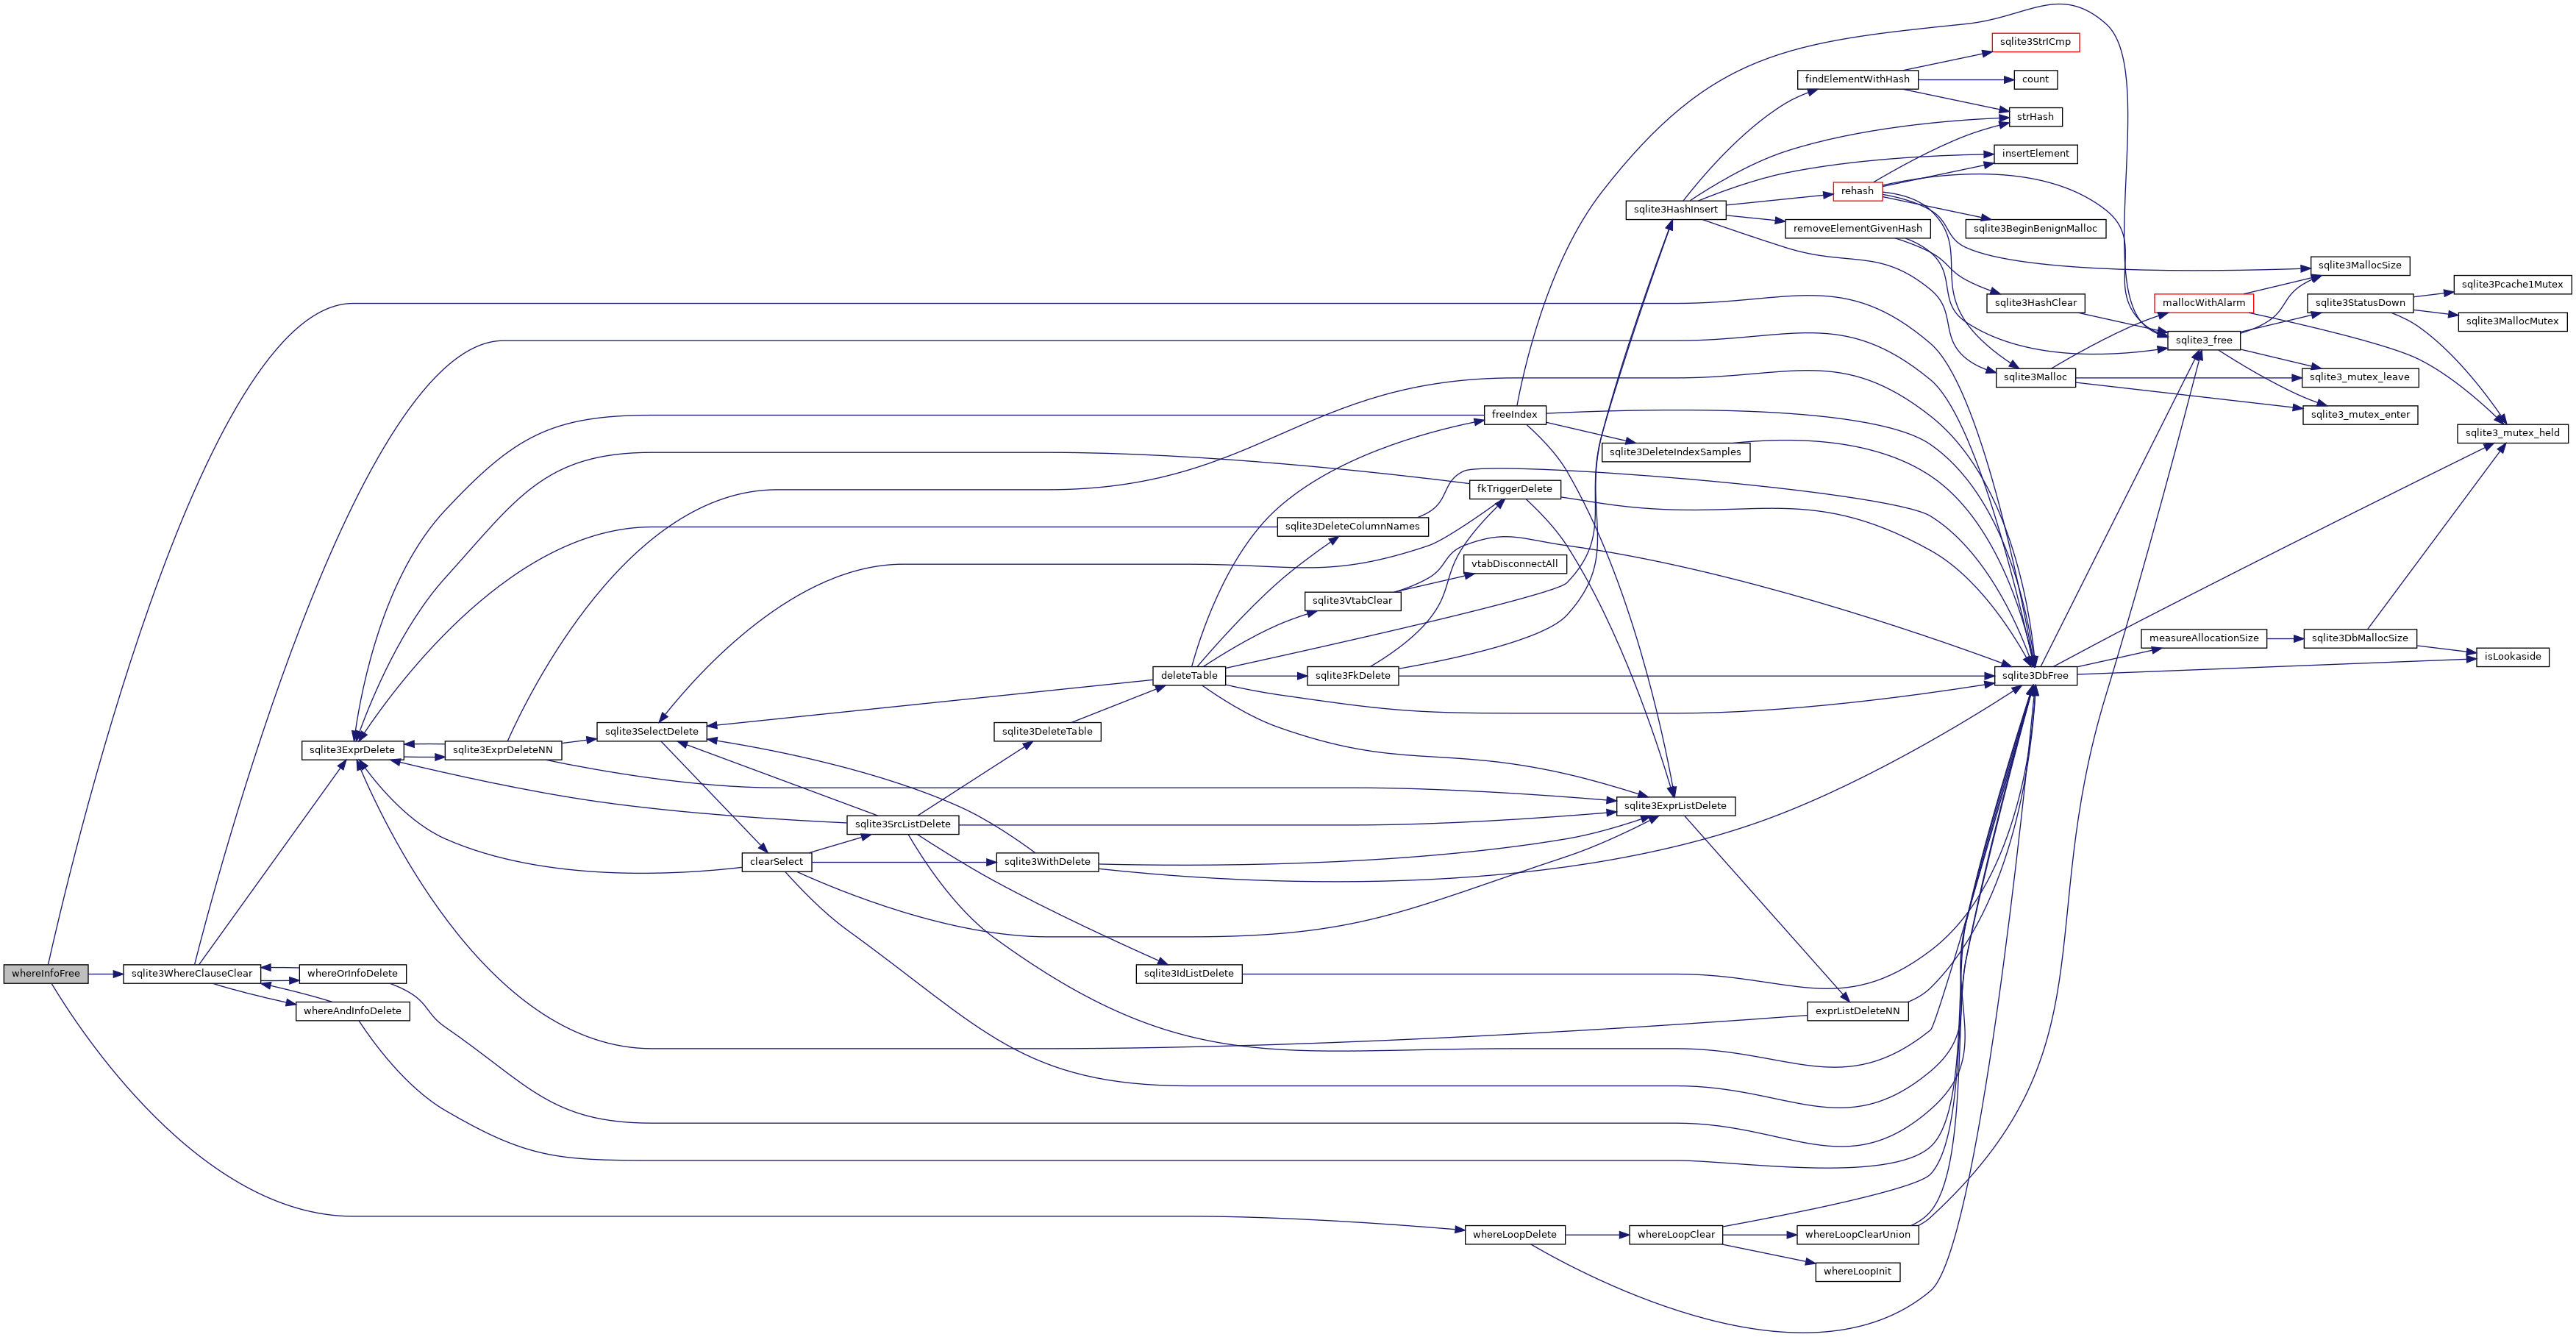 sqlite3StrICmp
findElementWithHash
count
strHash
insertElement
rehash
sqlite3HashInsert
removeElementGivenHash
sqlite3BeginBenignMalloc
sqlite3MallocSize
sqlite3Pcache1Mutex
sqlite3HashClear
mallocWithAlarm
sqlite3StatusDown
sqlite3MallocMutex
sqlite3_free
sqlite3Malloc
sqlite3_mutex_leave
freeIndex
sqlite3_mutex_enter
sqlite3_mutex_held
sqlite3DeleteIndexSamples
fkTriggerDelete
sqlite3DeleteColumnNames
vtabDisconnectAll
sqlite3VtabClear
measureAllocationSize
sqlite3DbMallocSize
isLookaside
deleteTable
sqlite3FkDelete
sqlite3DbFree
sqlite3SelectDelete
sqlite3DeleteTable
sqlite3ExprDelete
sqlite3ExprDeleteNN
sqlite3ExprListDelete
sqlite3SrcListDelete
clearSelect
sqlite3WithDelete
whereInfoFree
sqlite3WhereClauseClear
whereOrInfoDelete
sqlite3IdListDelete
whereAndInfoDelete
exprListDeleteNN
whereLoopDelete
whereLoopClear
whereLoopClearUnion
whereLoopInit